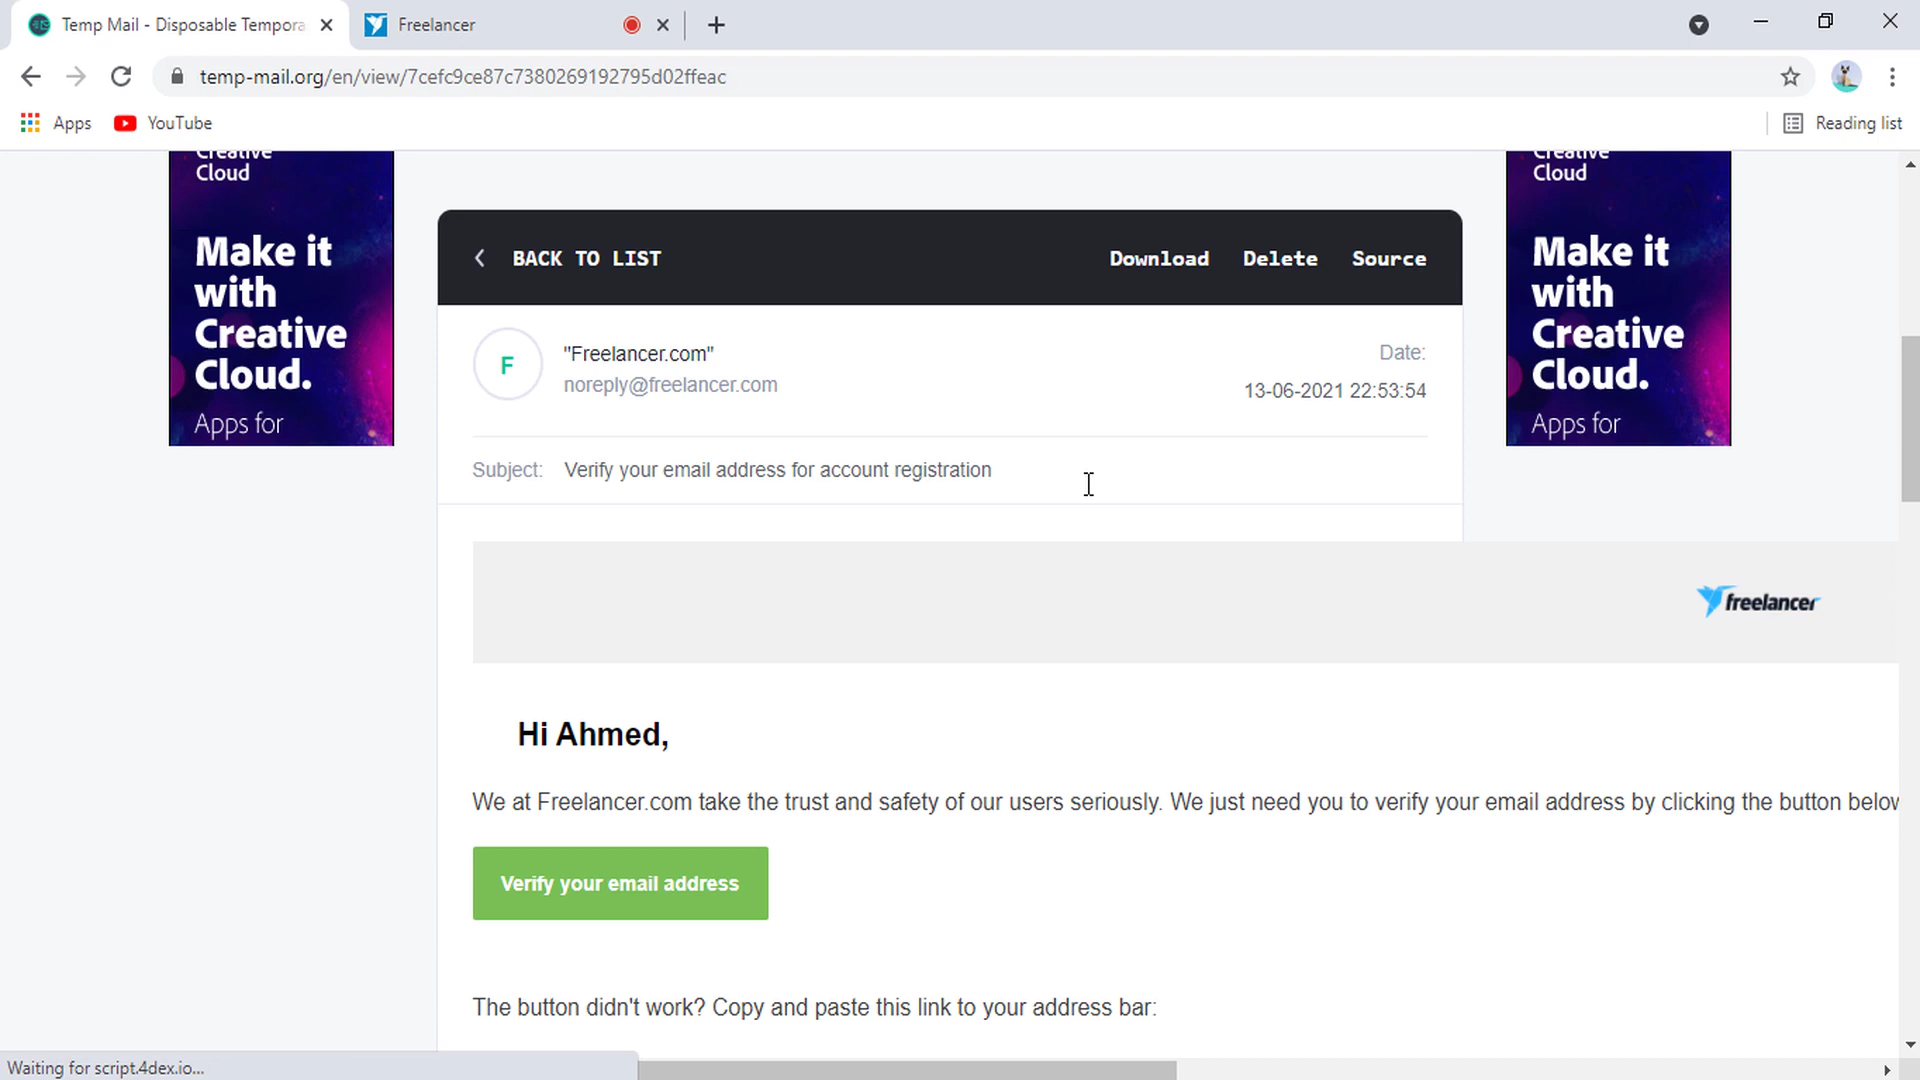 Temp Mail - Disposable Tempora
Freelancer
temp-mail.org/en/view/7cefc9ce87c7380269192795d02ffeac
Apps
YouTube
Reading list
Creative
Cloud
Make it
with
Creative
Cloud.
Apps for
Creative
Cloud
Make it
with
Creative
Cloud.
Apps for
BACK TO LIST
Download
Delete
Source
F
"Freelancer.com"
noreply@freelancer.com
Date:
13-06-2021 22:53:54
Subject: Verify your email address for account registration
freelancer
Hi Ahmed,
We at Freelancer.com take the trust and safety of our users seriously. We just need you to verify your email address by clicking the button below
Verify your email address
The button didn't work? Copy and paste this link to your address bar:
Waiting for script.4dex.io...